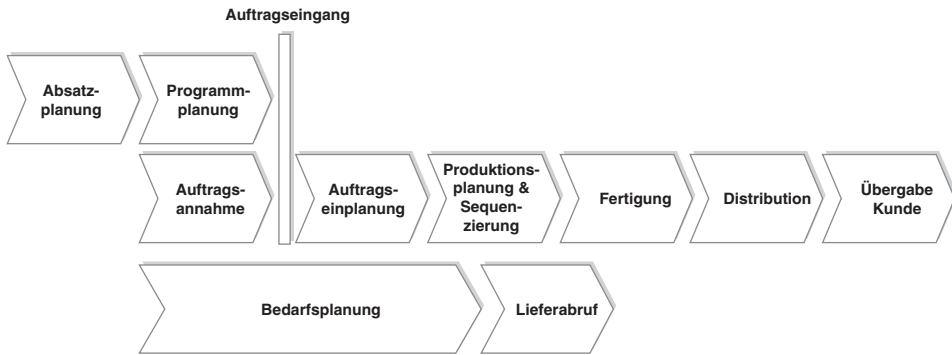 Auftragseingang
Absatz-
planung
Programm-
planung
Auftrags-
annahme
Auftrags-
einplanung
Produktions-
planung &
Sequen-
zierung
Fertigung
Distribution
Übergabe
Kunde
Bedarfsplanung
Lieferabruf